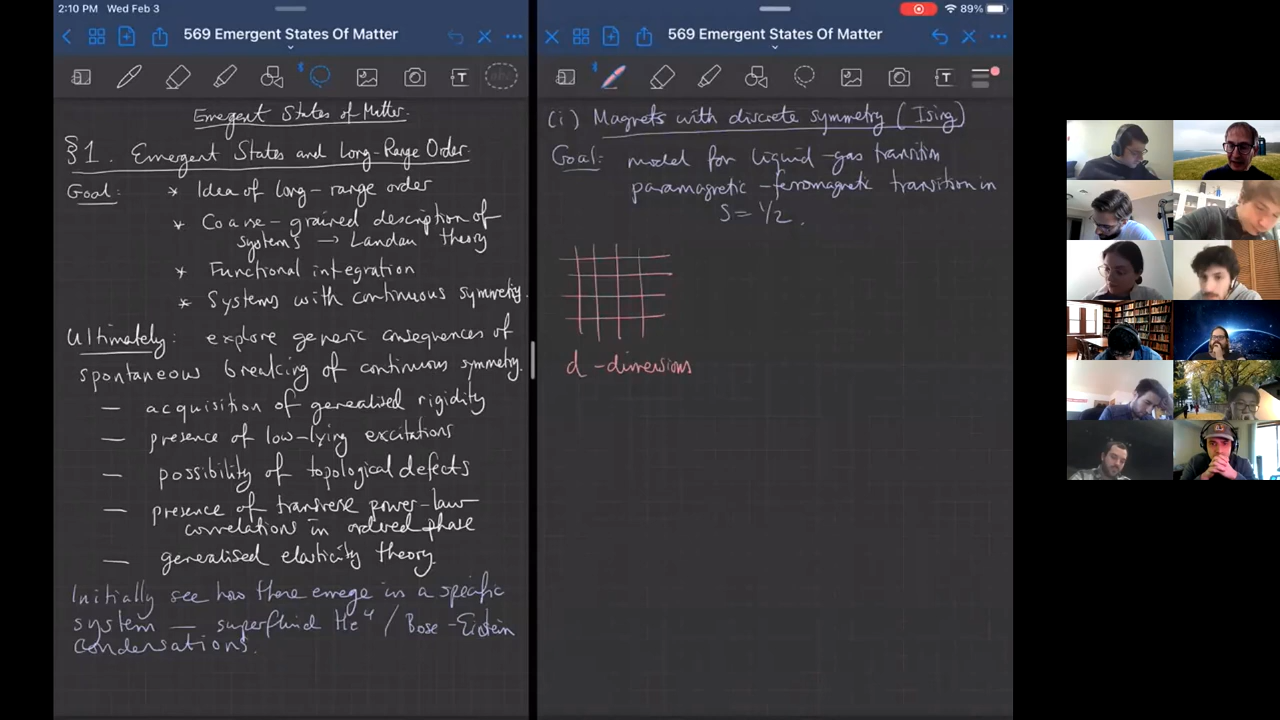 2:10 PM Wed Feb 3
89%
569 Emergent States Of Matter
569 Emergent States Of Matter
Emergent States of Matter.
§1. Emergent States and Long-Range Order
Goal: * Idea of long-range order
* Coarse-grained description of
systems → Landau theory
* Functional integration
* Systems with continuous symmetry.
Ultimately: explore generic consequences of
spontaneous breaking of continuous symmetry.
— acquisition of generalised rigidity
— presence of low-lying excitations
— possibility of topological defects
— presence of transverse power-law
correlations in ordered phase
— generalised elasticity theory.
Initially see how these emerge in a specific
system — superfluid He⁴ / Bose-Eistein
condensations.
(i) Magnets with discrete symmetry (Ising)
Goal: model for liquid-gas transition
paramagnetic-ferromagnetic transition in
S = 1/2.
d-dimensions